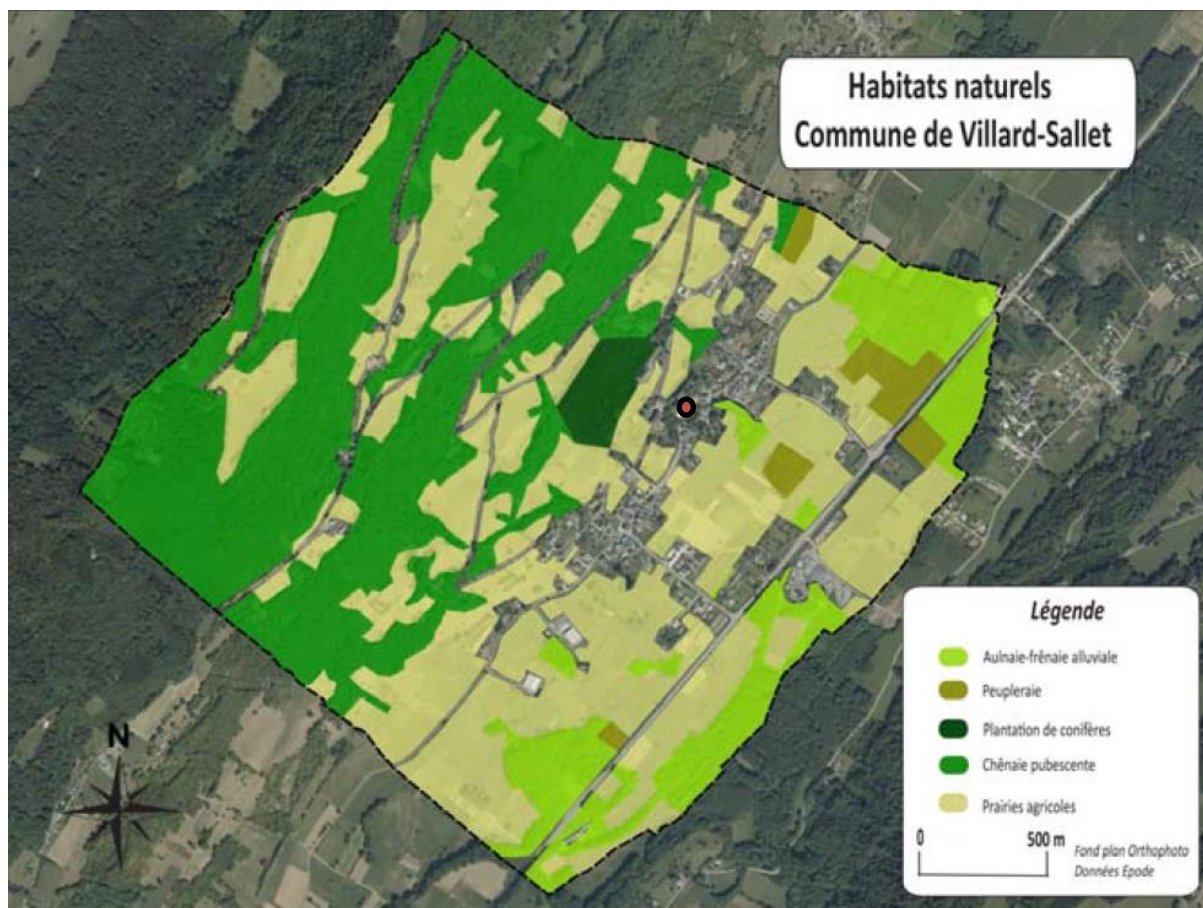 Habitats naturels
Commune de Villard-Sallet
Légende
Aulnaie-frênaie alluviale
Peupleraie
Plantation de conifères
Chênaie pubescente
Prairies agricoles
0 500 m
Fond plan Orthophoto
Données Epode
N